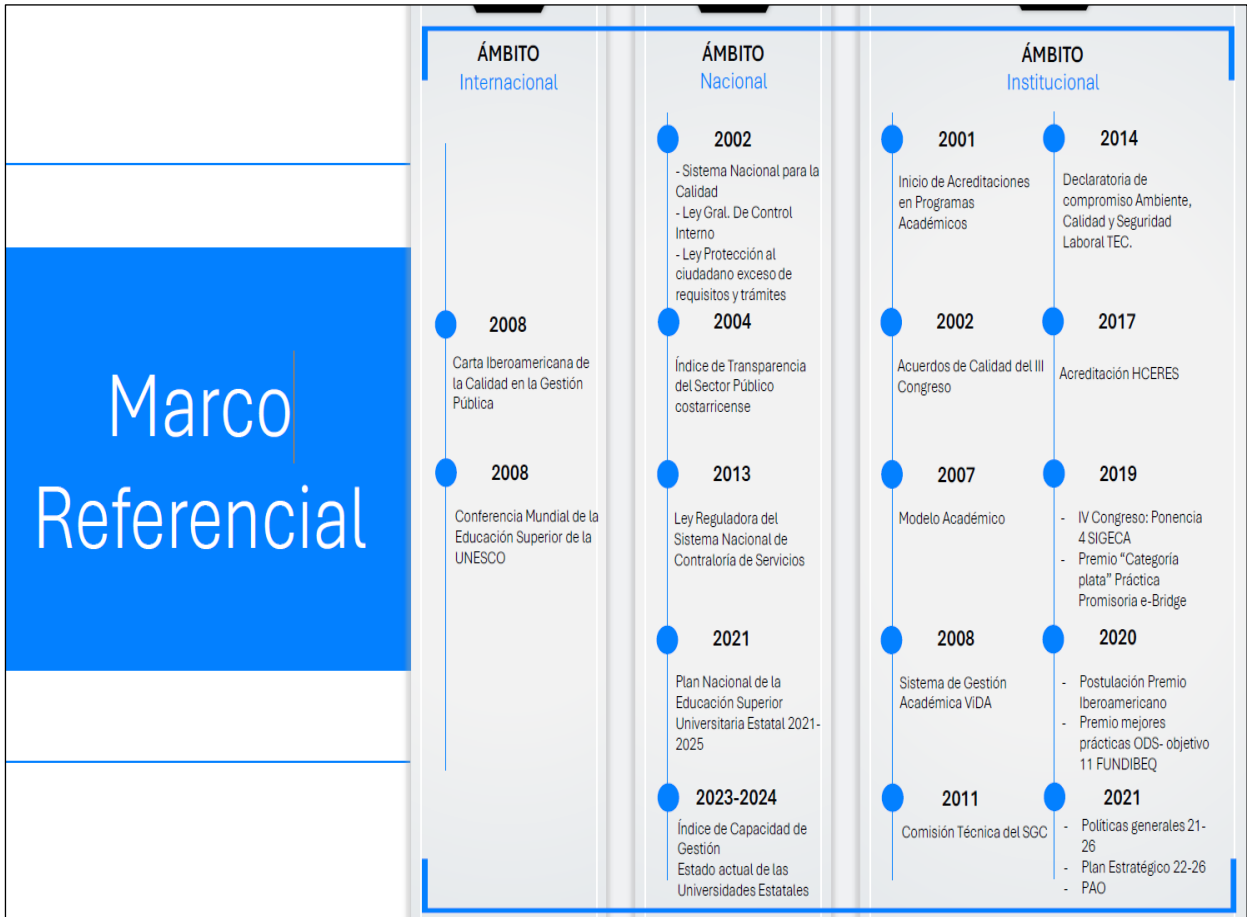 Marco
Referencial
ÁMBITO
Internacional
2008
Carta Iberoamericana de
la Calidad en la Gestión
Pública
2008
Conferencia Mundial de la
Educación Superior de la
UNESCO
ÁMBITO
Nacional
2002
- Sistema Nacional para la
Calidad
- Ley Gral. De Control
Interno
- Ley Protección al
ciudadano exceso de
requisitos y trámites
2004
Índice de Transparencia
del Sector Público
costarricense
2013
Ley Reguladora del
Sistema Nacional de
Contraloría de Servicios
2021
Plan Nacional de la
Educación Superior
Universitaria Estatal 2021-
2025
2023-2024
Índice de Capacidad de
Gestión
Estado actual de las
Universidades Estatales
ÁMBITO
Institucional
2001
Inicio de Acreditaciones
en Programas
Académicos
2002
Acuerdos de Calidad del III
Congreso
2007
Modelo Académico
2008
Sistema de Gestión
Académica ViDA
2011
Comisión Técnica del SGC
2014
Declaratoria de
compromiso Ambiente,
Calidad y Seguridad
Laboral TEC.
2017
Acreditación HCERES
2019
- IV Congreso: Ponencia
4 SIGECA
- Premio “Categoría
plata” Práctica
Promisoria e-Bridge
2020
- Postulación Premio
Iberoamericano
- Premio mejores
prácticas ODS- objetivo
11 FUNDIBEQ
2021
- Políticas generales 21-
26
- Plan Estratégico 22-26
- PAO